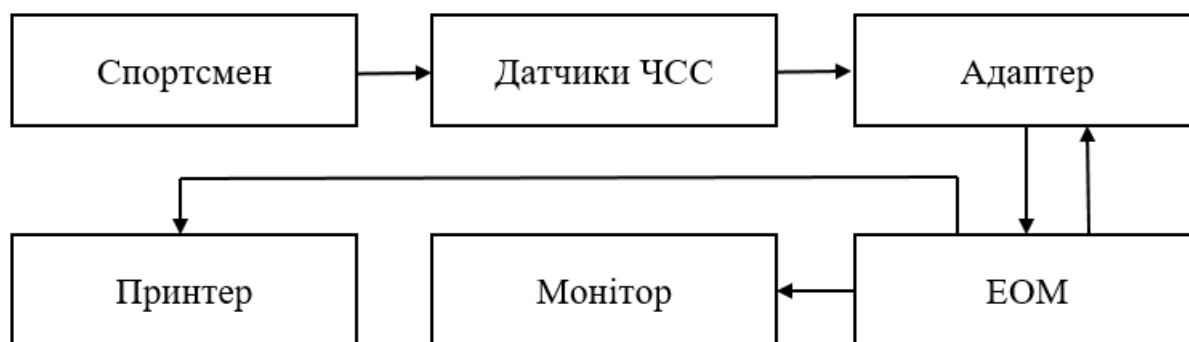 Спортсмен
Датчики ЧСС
Адаптер
Принтер
Монітор
ЕОМ